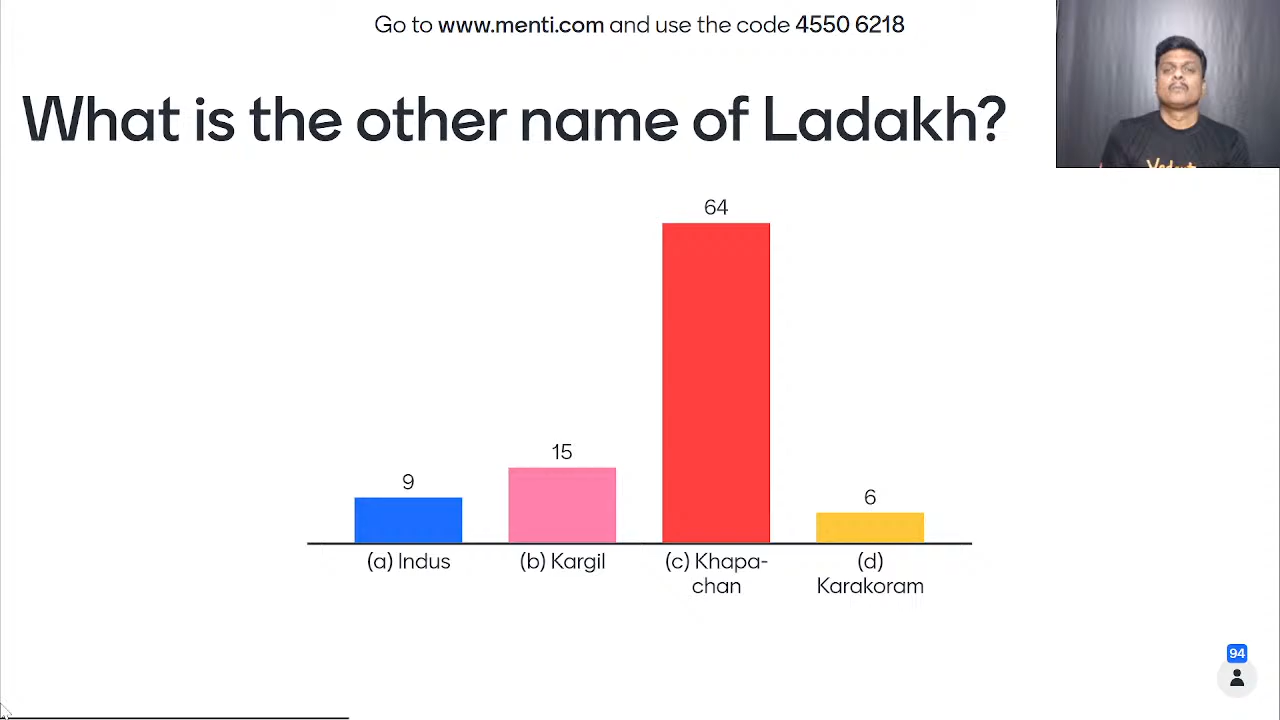 Go to www.menti.com and use the code 4550 6218
What is the other name of Ladakh?
64
15
9
6
(a) Indus
(b) Kargil
(c) Khapa-
chan
(d)
Karakoram
94